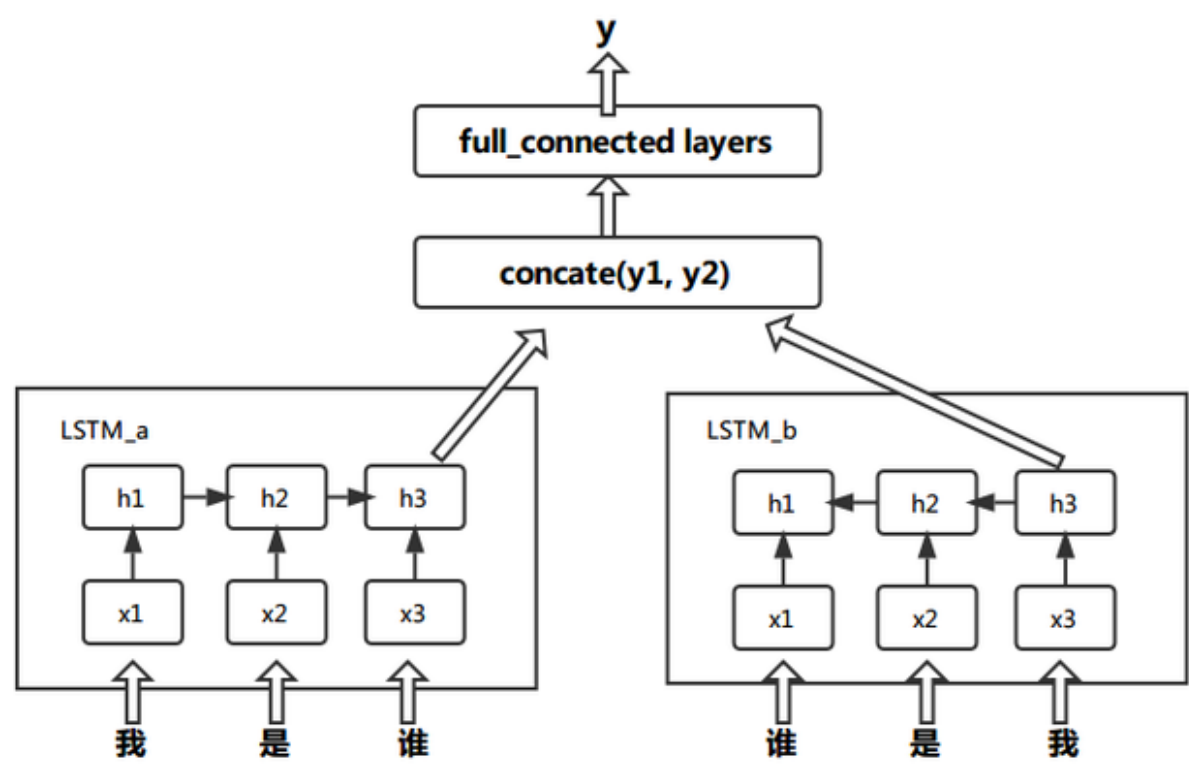 y
full_connected layers
concate(y1, y2)
LSTM_a
h1 h2 h3
x1 x2 x3
我 是 谁
LSTM_b
h1 h2 h3
x1 x2 x3
谁 是 我